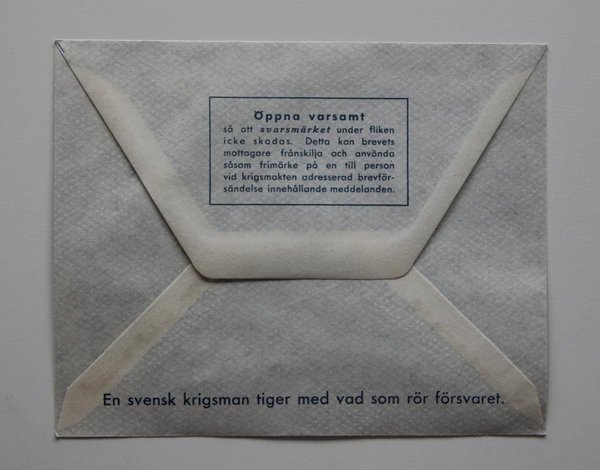 Öppna varsamt
så att svarsmärket under fliken
icke skadas. Detta kan brevets
mottagare frånskilja och använda
såsom frimärke på en till person
vid krigsmakten adresserad brevför-
sändelse innehållande meddelanden.
En svensk krigsman tiger med vad som rör försvaret.